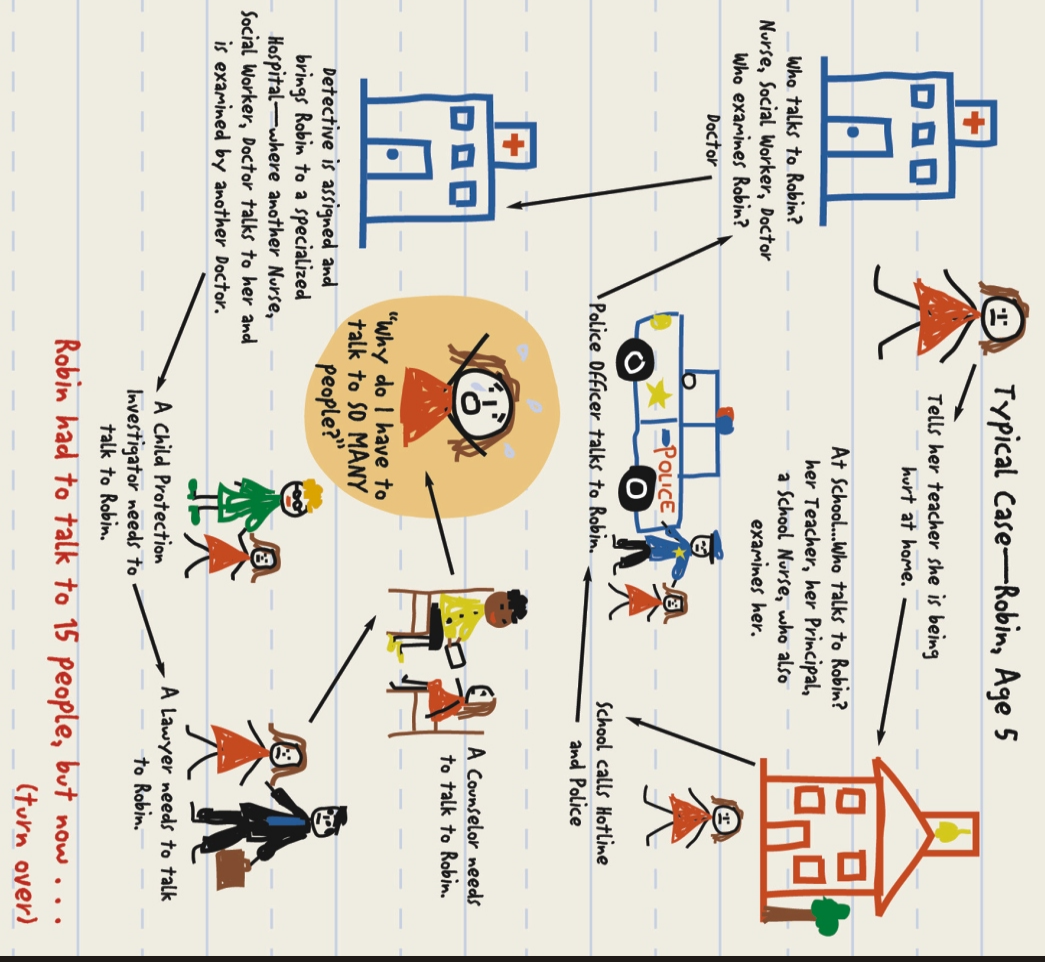 Typical Case—Robin, Age 5
Tells her teacher she is being
hurt at home.
At School....Who talks to Robin?
her Teacher, her Principal,
a School Nurse, who also
examines her.
School calls Hotline
and Police
POLICE
Police Officer talks to Robin.
Who talks to Robin?
Nurse, Social Worker, Doctor
Who examines Robin?
Doctor
Detective is assigned and
brings Robin to a specialized
Hospital—where another Nurse,
Social Worker, Doctor talks to her and
is examined by another Doctor.
A Child Protection
Investigator needs to
talk to Robin.
A Lawyer needs to talk
to Robin.
A Counselor needs
to talk to Robin.
"Why do I have to
talk to SO MANY
people?"
Robin had to talk to 15 people, but now . . . .
(turn over)